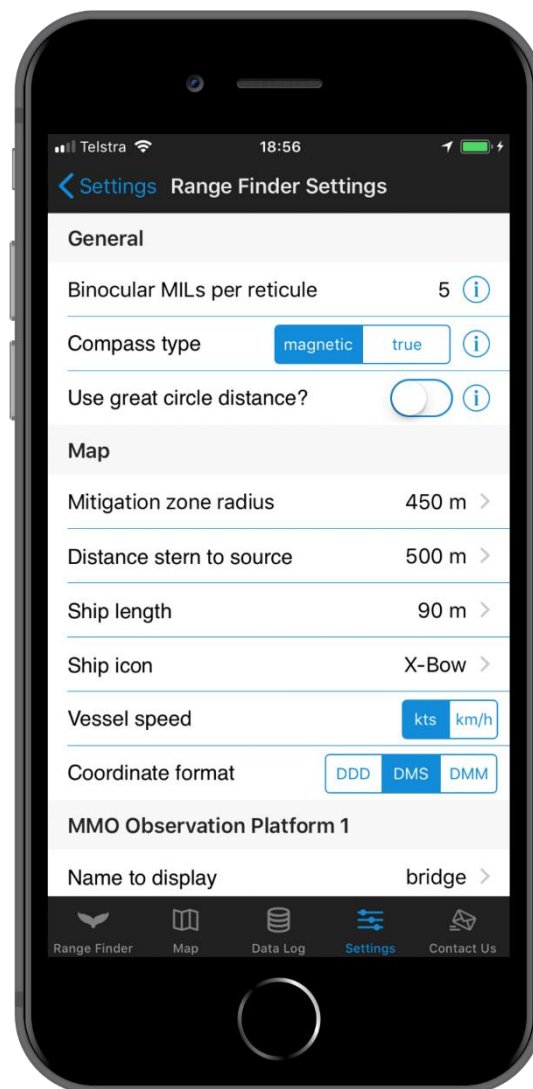 Telstra 18:56
Settings Range Finder Settings
General
Binocular MILs per reticule 5 i
Compass type magnetic true i
Use great circle distance? i
Map
Mitigation zone radius 450 m
Distance stern to source 500 m
Ship length 90 m
Ship icon X-Bow
Vessel speed kts km/h
Coordinate format DDD DMS DMM
MMO Observation Platform 1
Name to display bridge
Range Finder Map Data Log Settings Contact Us